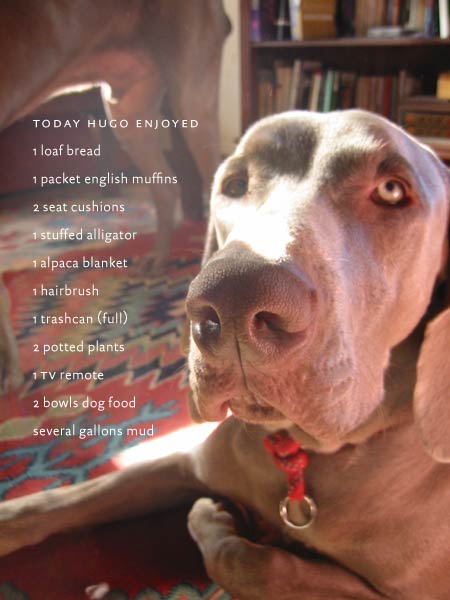 TODAY HUGO ENJOYED
1 loaf bread
1 packet english muffins
2 seat cushions
1 stuffed alligator
1 alpaca blanket
1 hairbrush
1 trashcan (full)
2 potted plants
1 TV remote
2 bowls dog food
several gallons mud